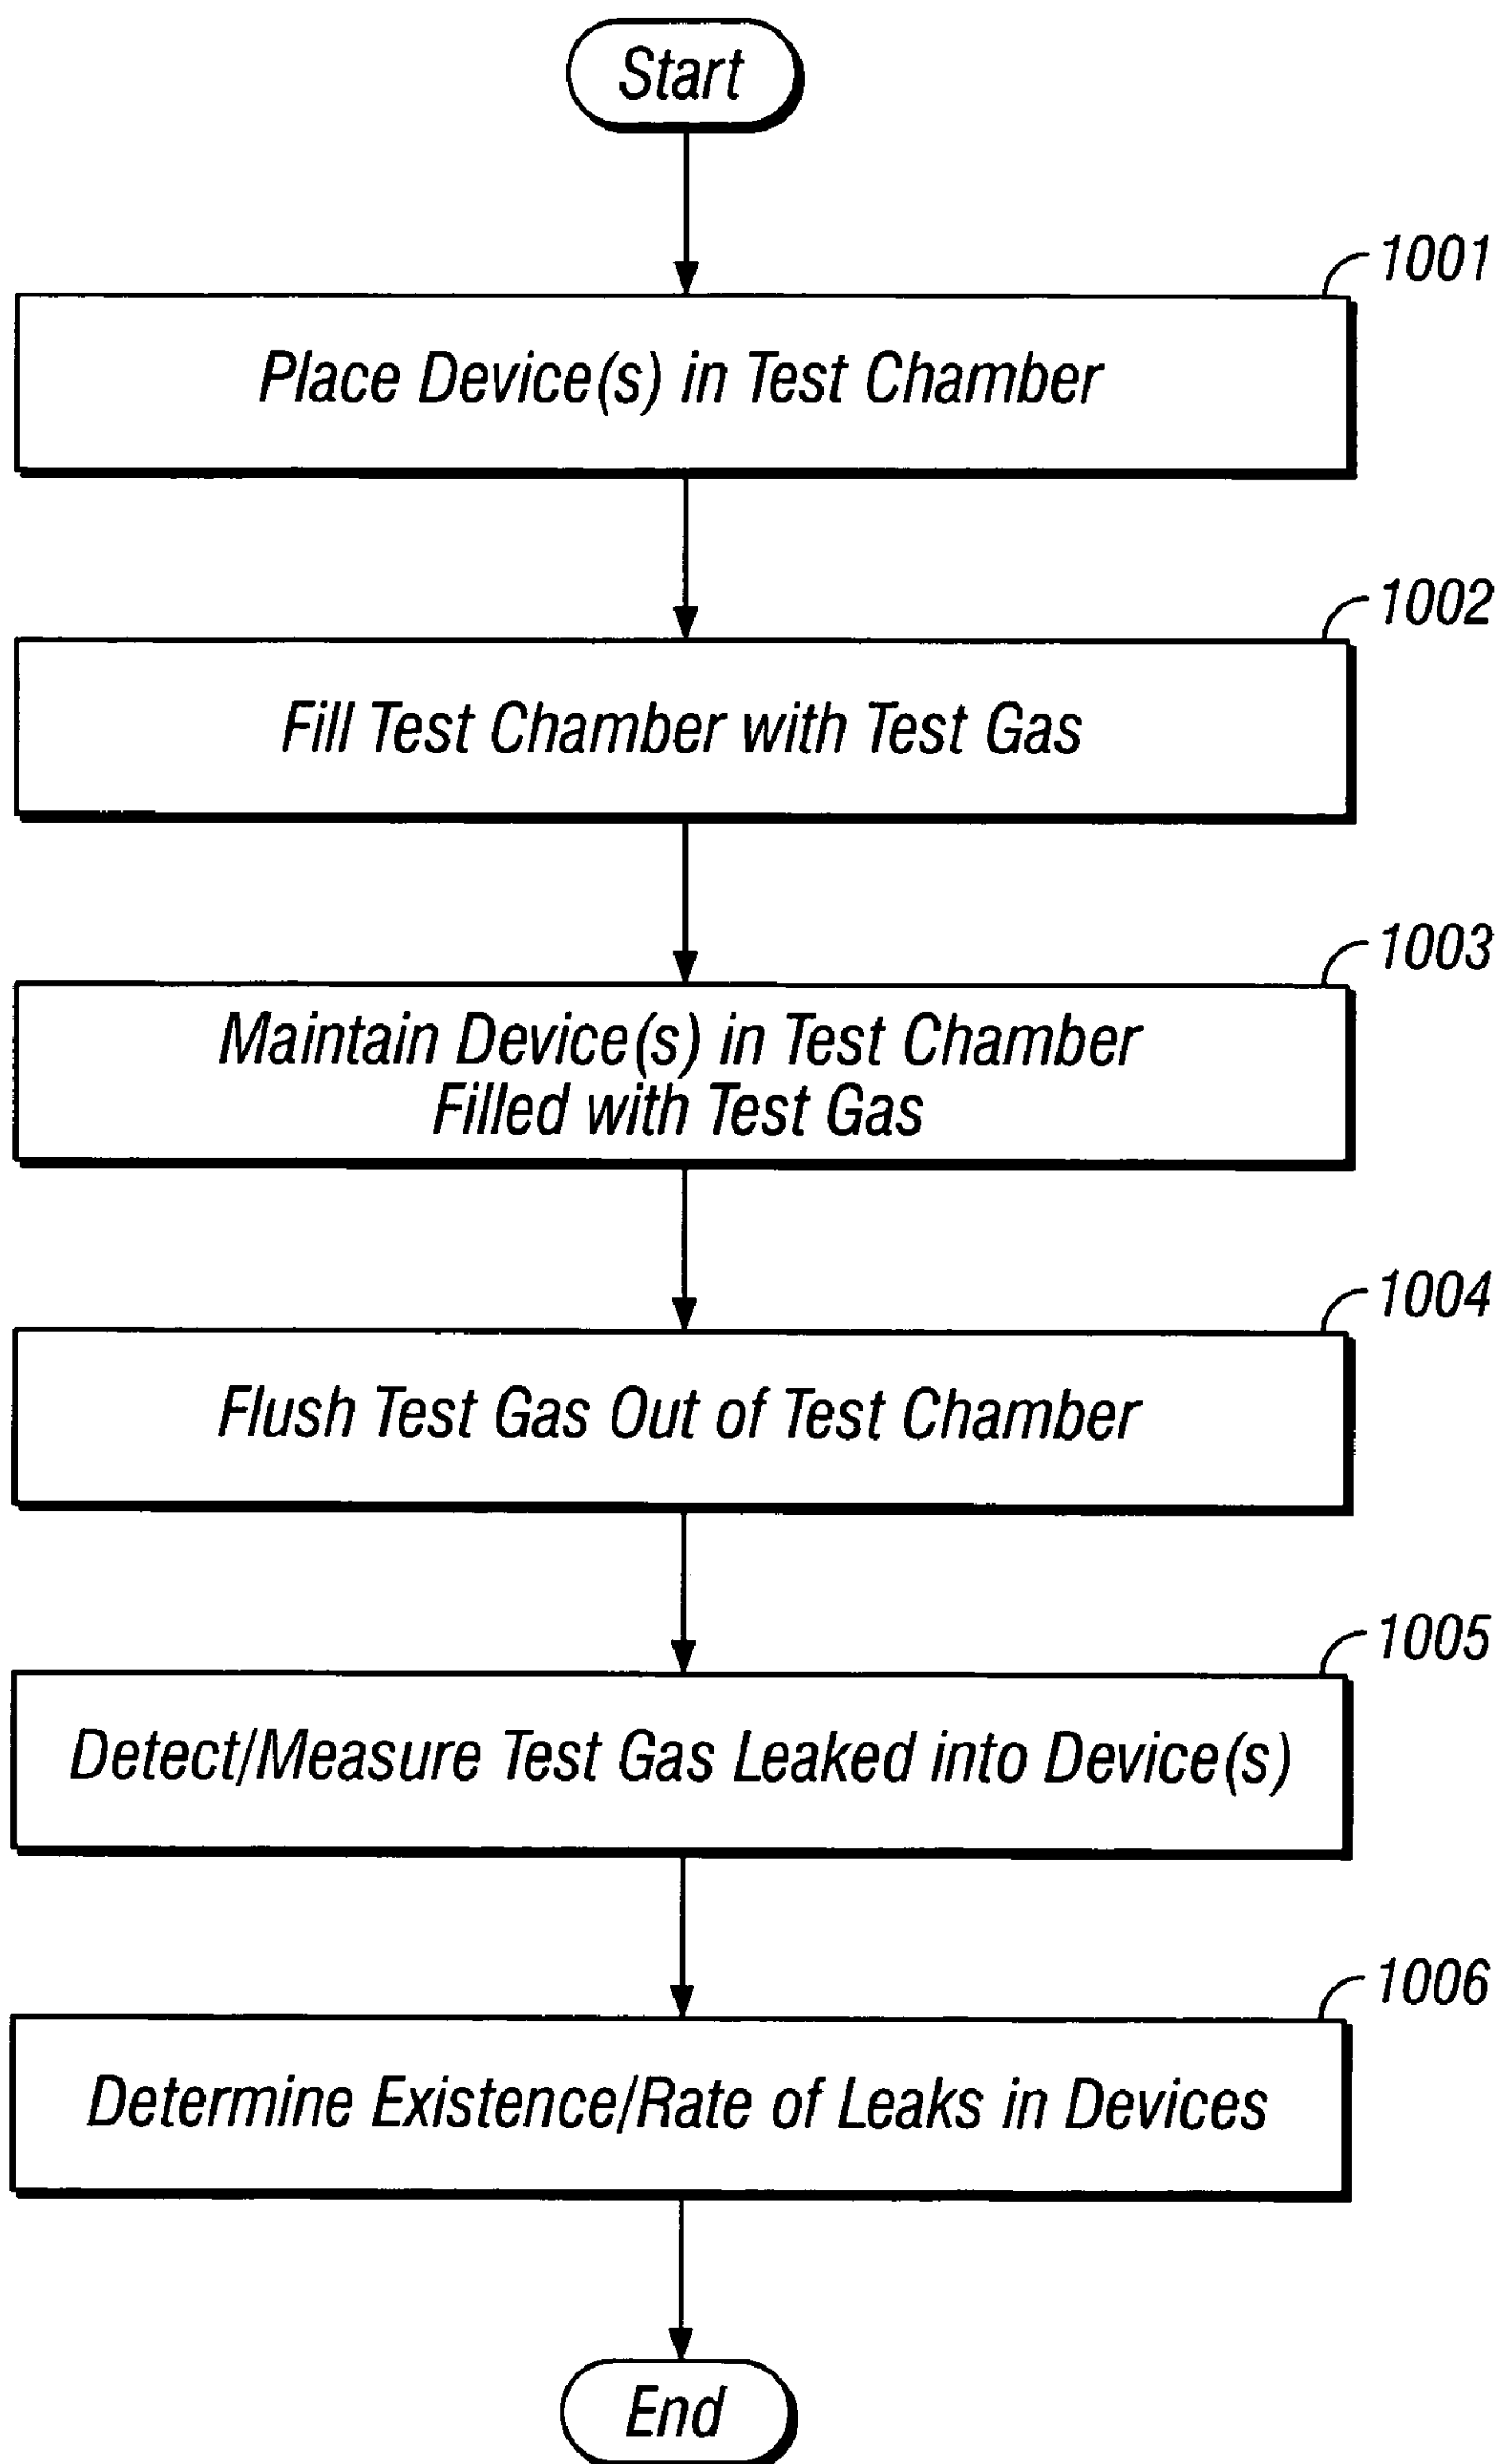 Start
1001
Place Device(s) in Test Chamber
1002
Fill Test Chamber with Test Gas
1003
Maintain Device(s) in Test Chamber
Filled with Test Gas
1004
Flush Test Gas Out of Test Chamber
1005
Detect/Measure Test Gas Leaked into Device(s)
1006
Determine Existence/Rate of Leaks in Devices
End